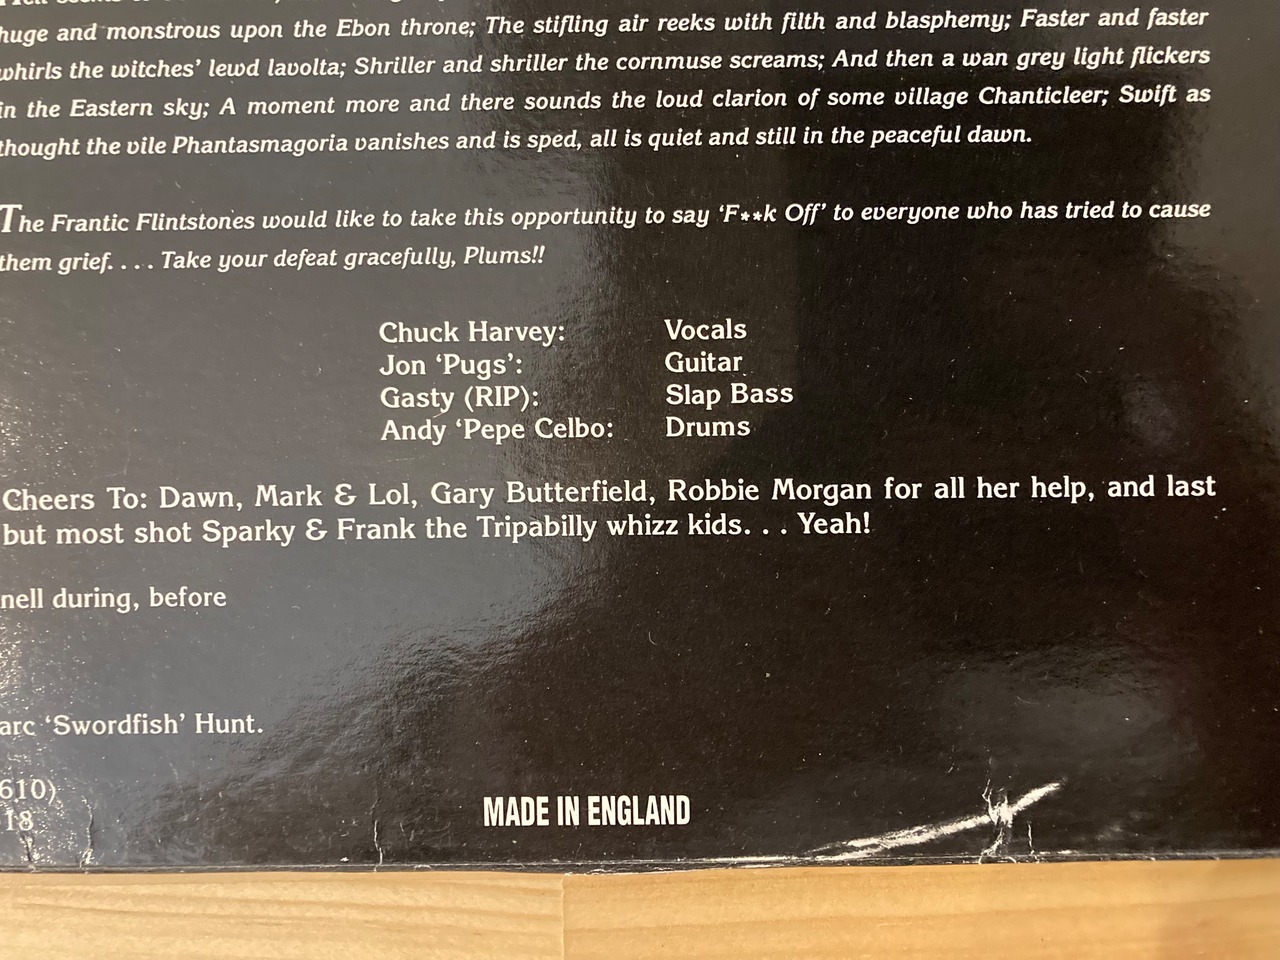 huge and monstrous upon the Ebon throne; The stifling air reeks with filth and blasphemy; Faster and faster
whirls the witches' lewd lavolta; Shriller and shriller the cornmuse screams; And then a wan grey light flickers
in the Eastern sky; A moment more and there sounds the loud clarion of some village Chanticleer; Swift as
thought the vile Phantasmagoria vanishes and is sped, all is quiet and still in the peaceful dawn.
The Frantic Flintstones would like to take this opportunity to say 'F**k Off' to everyone who has tried to cause
them grief. . . . Take your defeat gracefully, Plums!!
Chuck Harvey: Vocals
Jon 'Pugs': Guitar
Gasty (RIP): Slap Bass
Andy 'Pepe Celbo: Drums
Cheers To: Dawn, Mark & Lol, Gary Butterfield, Robbie Morgan for all her help, and last
but most shot Sparky & Frank the Tripabilly whizz kids. . . Yeah!
nell during, before
arc 'Swordfish' Hunt.
610)
18
MADE IN ENGLAND